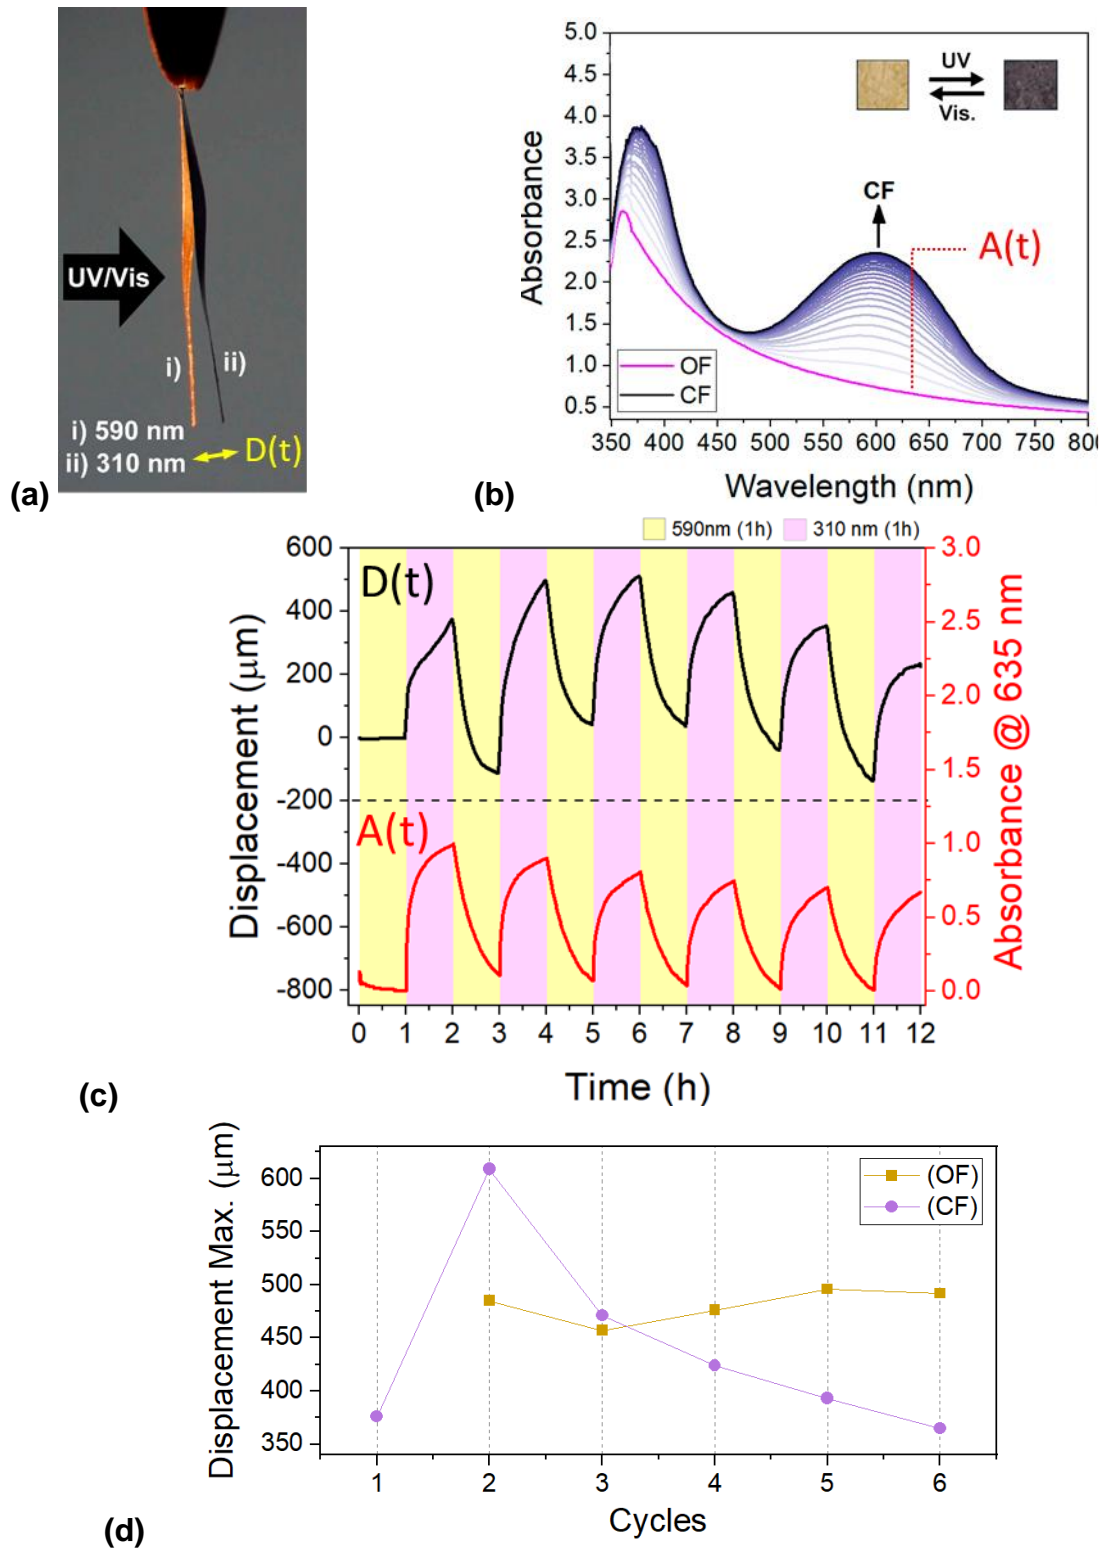 UV/Vis
i)
ii)
i) 590 nm
ii) 310 nm
D(t)
(a)
5.0
4.5
4.0
3.5
3.0
2.5
2.0
1.5
1.0
0.5
Absorbance
UV
Vis.
CF
A(t)
OF
CF
350 400 450 500 550 600 650 700 750 800
Wavelength (nm)
(b)
590nm (1h) 310 nm (1h)
600
400
200
0
-200
-400
-600
-800
Displacement (μm)
D(t)
A(t)
3.0
2.5
2.0
1.5
1.0
0.5
0.0
Absorbance @ 635 nm
0 1 2 3 4 5 6 7 8 9 10 11 12
Time (h)
(c)
600
550
500
450
400
350
Displacement Max. (μm)
(OF)
(CF)
1 2 3 4 5 6
Cycles
(d)